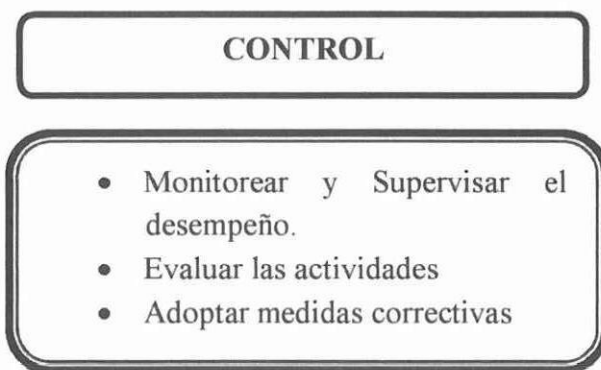 CONTROL
• Monitorear y Supervisar el
desempeño.
• Evaluar las actividades
• Adoptar medidas correctivas